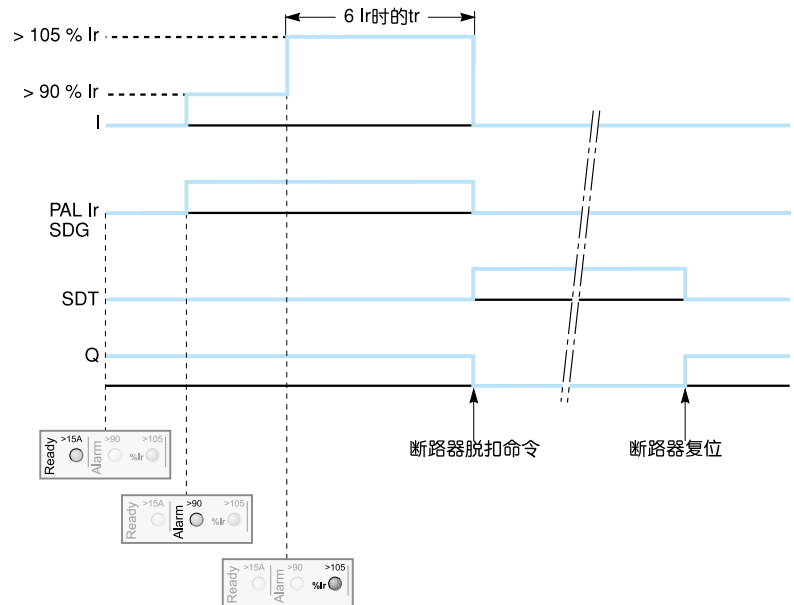 6 Ir时的tr
> 105 % Ir
> 90 % Ir
I
PAL Ir
SDG
SDT
Q
断路器脱扣命令
断路器复位
Ready >15A Alarm >90 %Ir >105
Ready >15A Alarm >90 %Ir >105
Ready >15A Alarm >90 %Ir >105